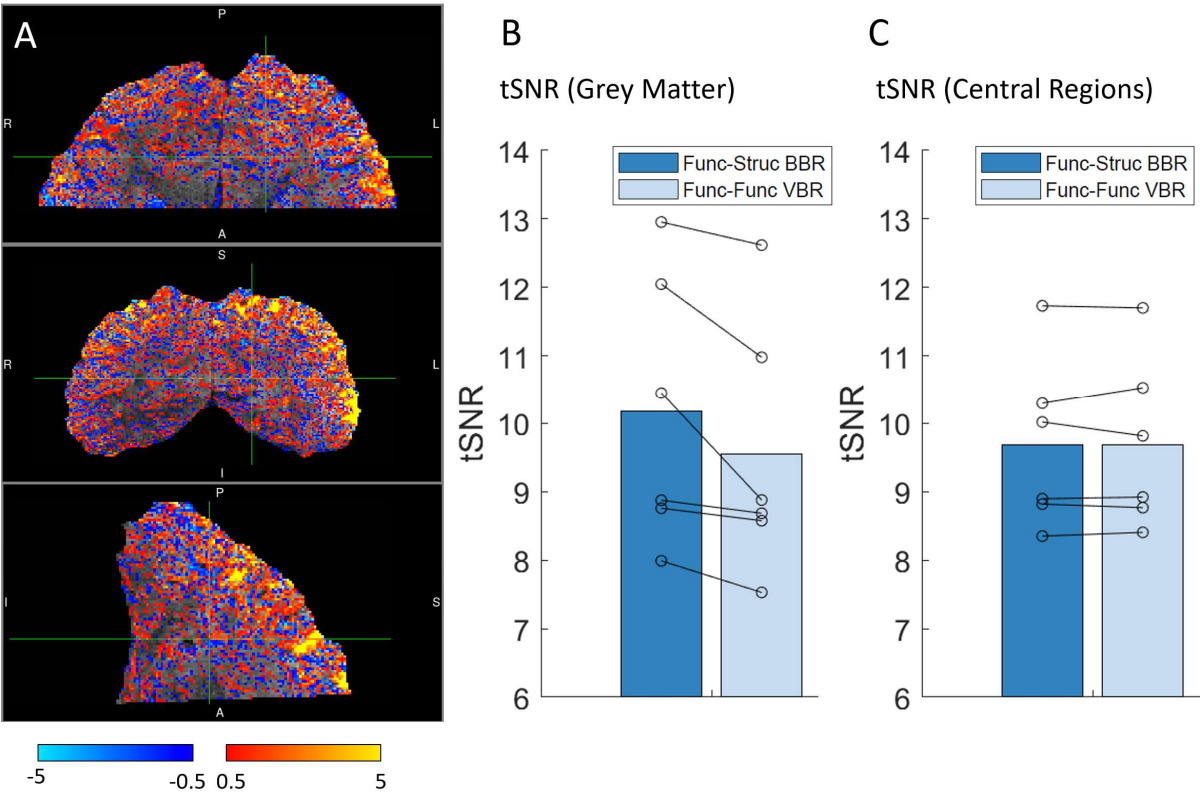 A
P
R
L
A
S
R
L
I
P
I
S
A
-5
-0.5
0.5
5
B
tSNR (Grey Matter)
Func-Struc BBR
Func-Func VBR
tSNR
14
13
12
11
10
9
8
7
6
C
tSNR (Central Regions)
Func-Struc BBR
Func-Func VBR
tSNR
14
13
12
11
10
9
8
7
6